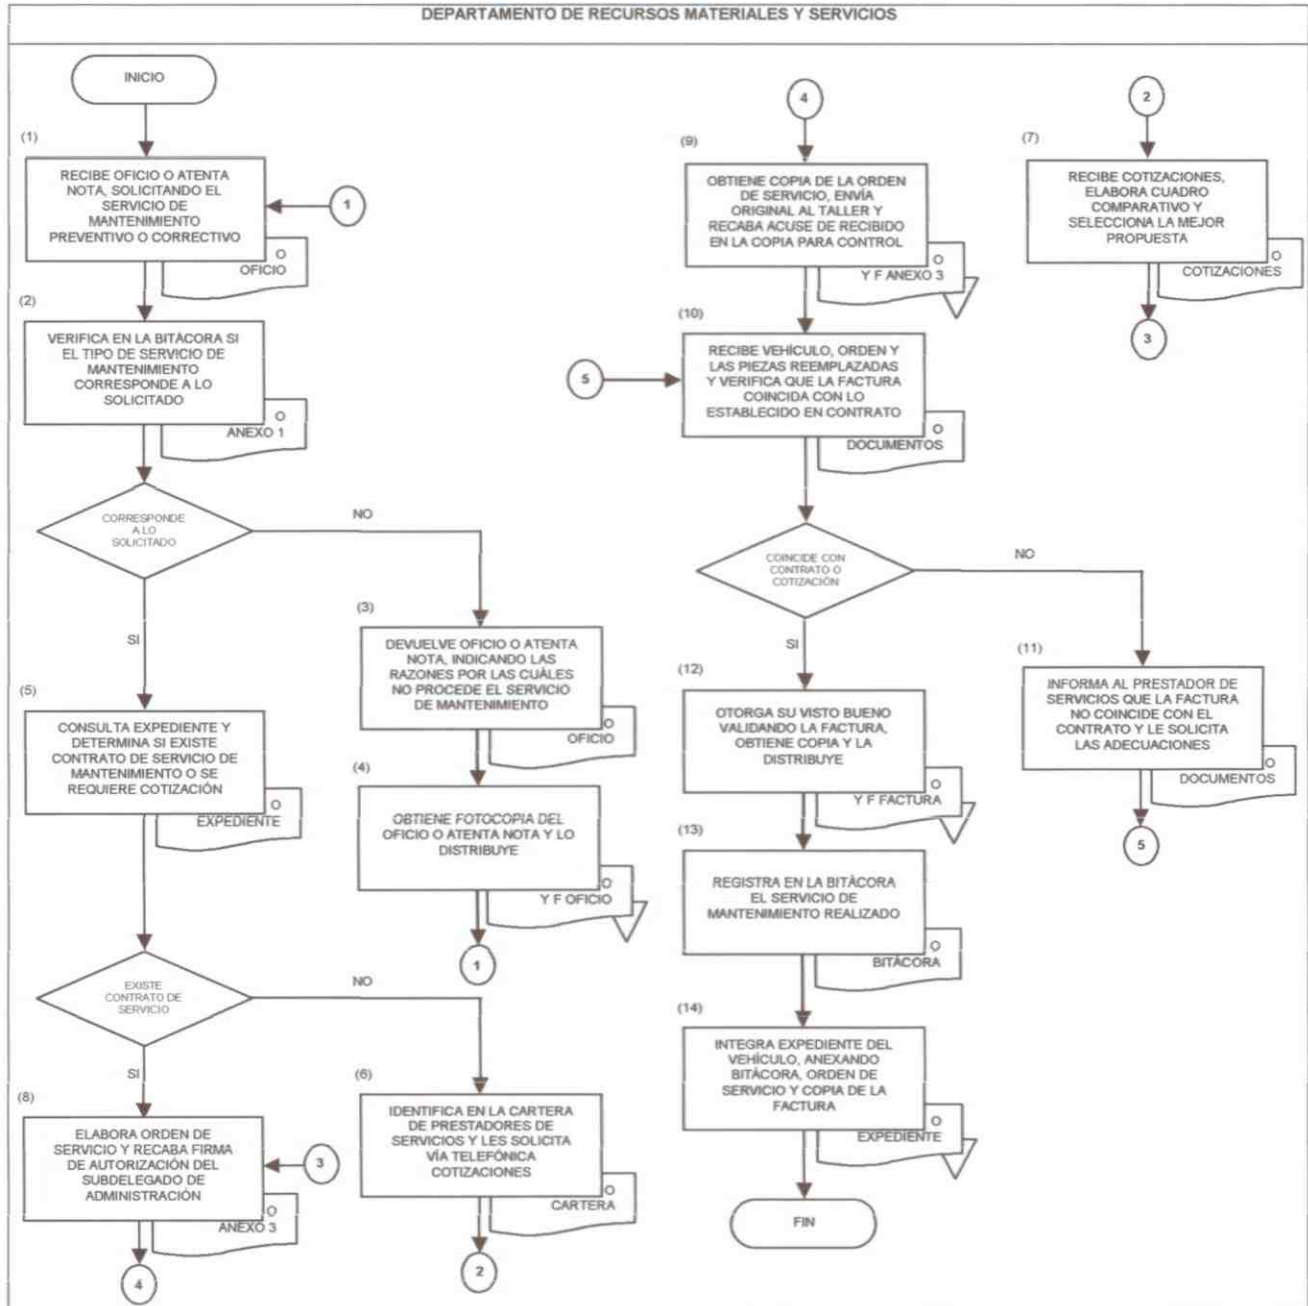 DEPARTAMENTO DE RECURSOS MATERIALES Y SERVICIOS
INICIO
(1)
RECIBE OFICIO O ATENTA
NOTA, SOLICITANDO EL
SERVICIO DE
MANTENIMIENTO
PREVENTIVO O CORRECTIVO
1
O
OFICIO
(2)
VERIFICA EN LA BITÁCORA SI
EL TIPO DE SERVICIO DE
MANTENIMIENTO
CORRESPONDE A LO
SOLICITADO
O
ANEXO 1
CORRESPONDE
A LO
SOLICITADO
NO
SI
(3)
DEVUELVE OFICIO O ATENTA
NOTA, INDICANDO LAS
RAZONES POR LAS CUÁLES
NO PROCEDE EL SERVICIO
DE MANTENIMIENTO
O
OFICIO
(4)
OBTIENE FOTOCOPIA DEL
OFICIO O ATENTA NOTA Y LO
DISTRIBUYE
O
Y F OFICIO
1
(5)
CONSULTA EXPEDIENTE Y
DETERMINA SI EXISTE
CONTRATO DE SERVICIO DE
MANTENIMIENTO O SE
REQUIERE COTIZACIÓN
O
EXPEDIENTE
EXISTE
CONTRATO DE
SERVICIO
NO
SI
(6)
IDENTIFICA EN LA CARTERA
DE PRESTADORES DE
SERVICIOS Y LES SOLICITA
VÍA TELEFÓNICA
COTIZACIONES
O
CARTERA
2
(8)
ELABORA ORDEN DE
SERVICIO Y RECABA FIRMA
DE AUTORIZACIÓN DEL
SUBDELEGADO DE
ADMINISTRACIÓN
3
O
ANEXO 3
4
4
(9)
OBTIENE COPIA DE LA ORDEN
DE SERVICIO, ENVÍA
ORIGINAL AL TALLER Y
RECABA ACUSE DE RECIBIDO
EN LA COPIA PARA CONTROL
O
Y F ANEXO 3
(10)
RECIBE VEHÍCULO, ORDEN Y
LAS PIEZAS REEMPLAZADAS
Y VERIFICA QUE LA FACTURA
COINCIDA CON LO
ESTABLECIDO EN CONTRATO
5
O
DOCUMENTOS
COINCIDE CON
CONTRATO O
COTIZACIÓN
NO
SI
(11)
INFORMA AL PRESTADOR DE
SERVICIOS QUE LA FACTURA
NO COINCIDE CON EL
CONTRATO Y LE SOLICITA
LAS ADECUACIONES
O
DOCUMENTOS
5
(12)
OTORGA SU VISTO BUENO
VALIDANDO LA FACTURA,
OBTIENE COPIA Y LA
DISTRIBUYE
O
Y F FACTURA
(13)
REGISTRA EN LA BITÁCORA
EL SERVICIO DE
MANTENIMIENTO REALIZADO
O
BITÁCORA
(14)
INTEGRA EXPEDIENTE DEL
VEHÍCULO, ANEXANDO
BITÁCORA, ORDEN DE
SERVICIO Y COPIA DE LA
FACTURA
O
EXPEDIENTE
FIN
2
(7)
RECIBE COTIZACIONES,
ELABORA CUADRO
COMPARATIVO Y
SELECCIONA LA MEJOR
PROPUESTA
O
COTIZACIONES
3